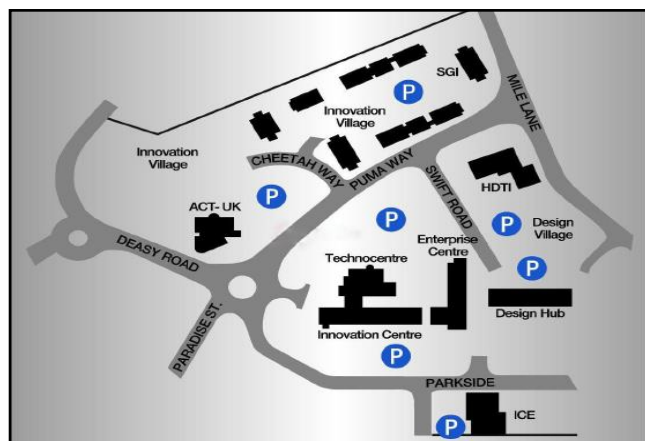 SGI
P
MILE LANE
Innovation
Village
Innovation
Village
CHEETAH WAY
PUMA WAY
SWIFT ROAD
HDTI
P
ACT- UK
P
P
Design
Village
DEASY ROAD
Enterprise
Centre
Technocentre
P
PARADISE ST.
Innovation Centre
Design Hub
P
PARKSIDE
ICE
P